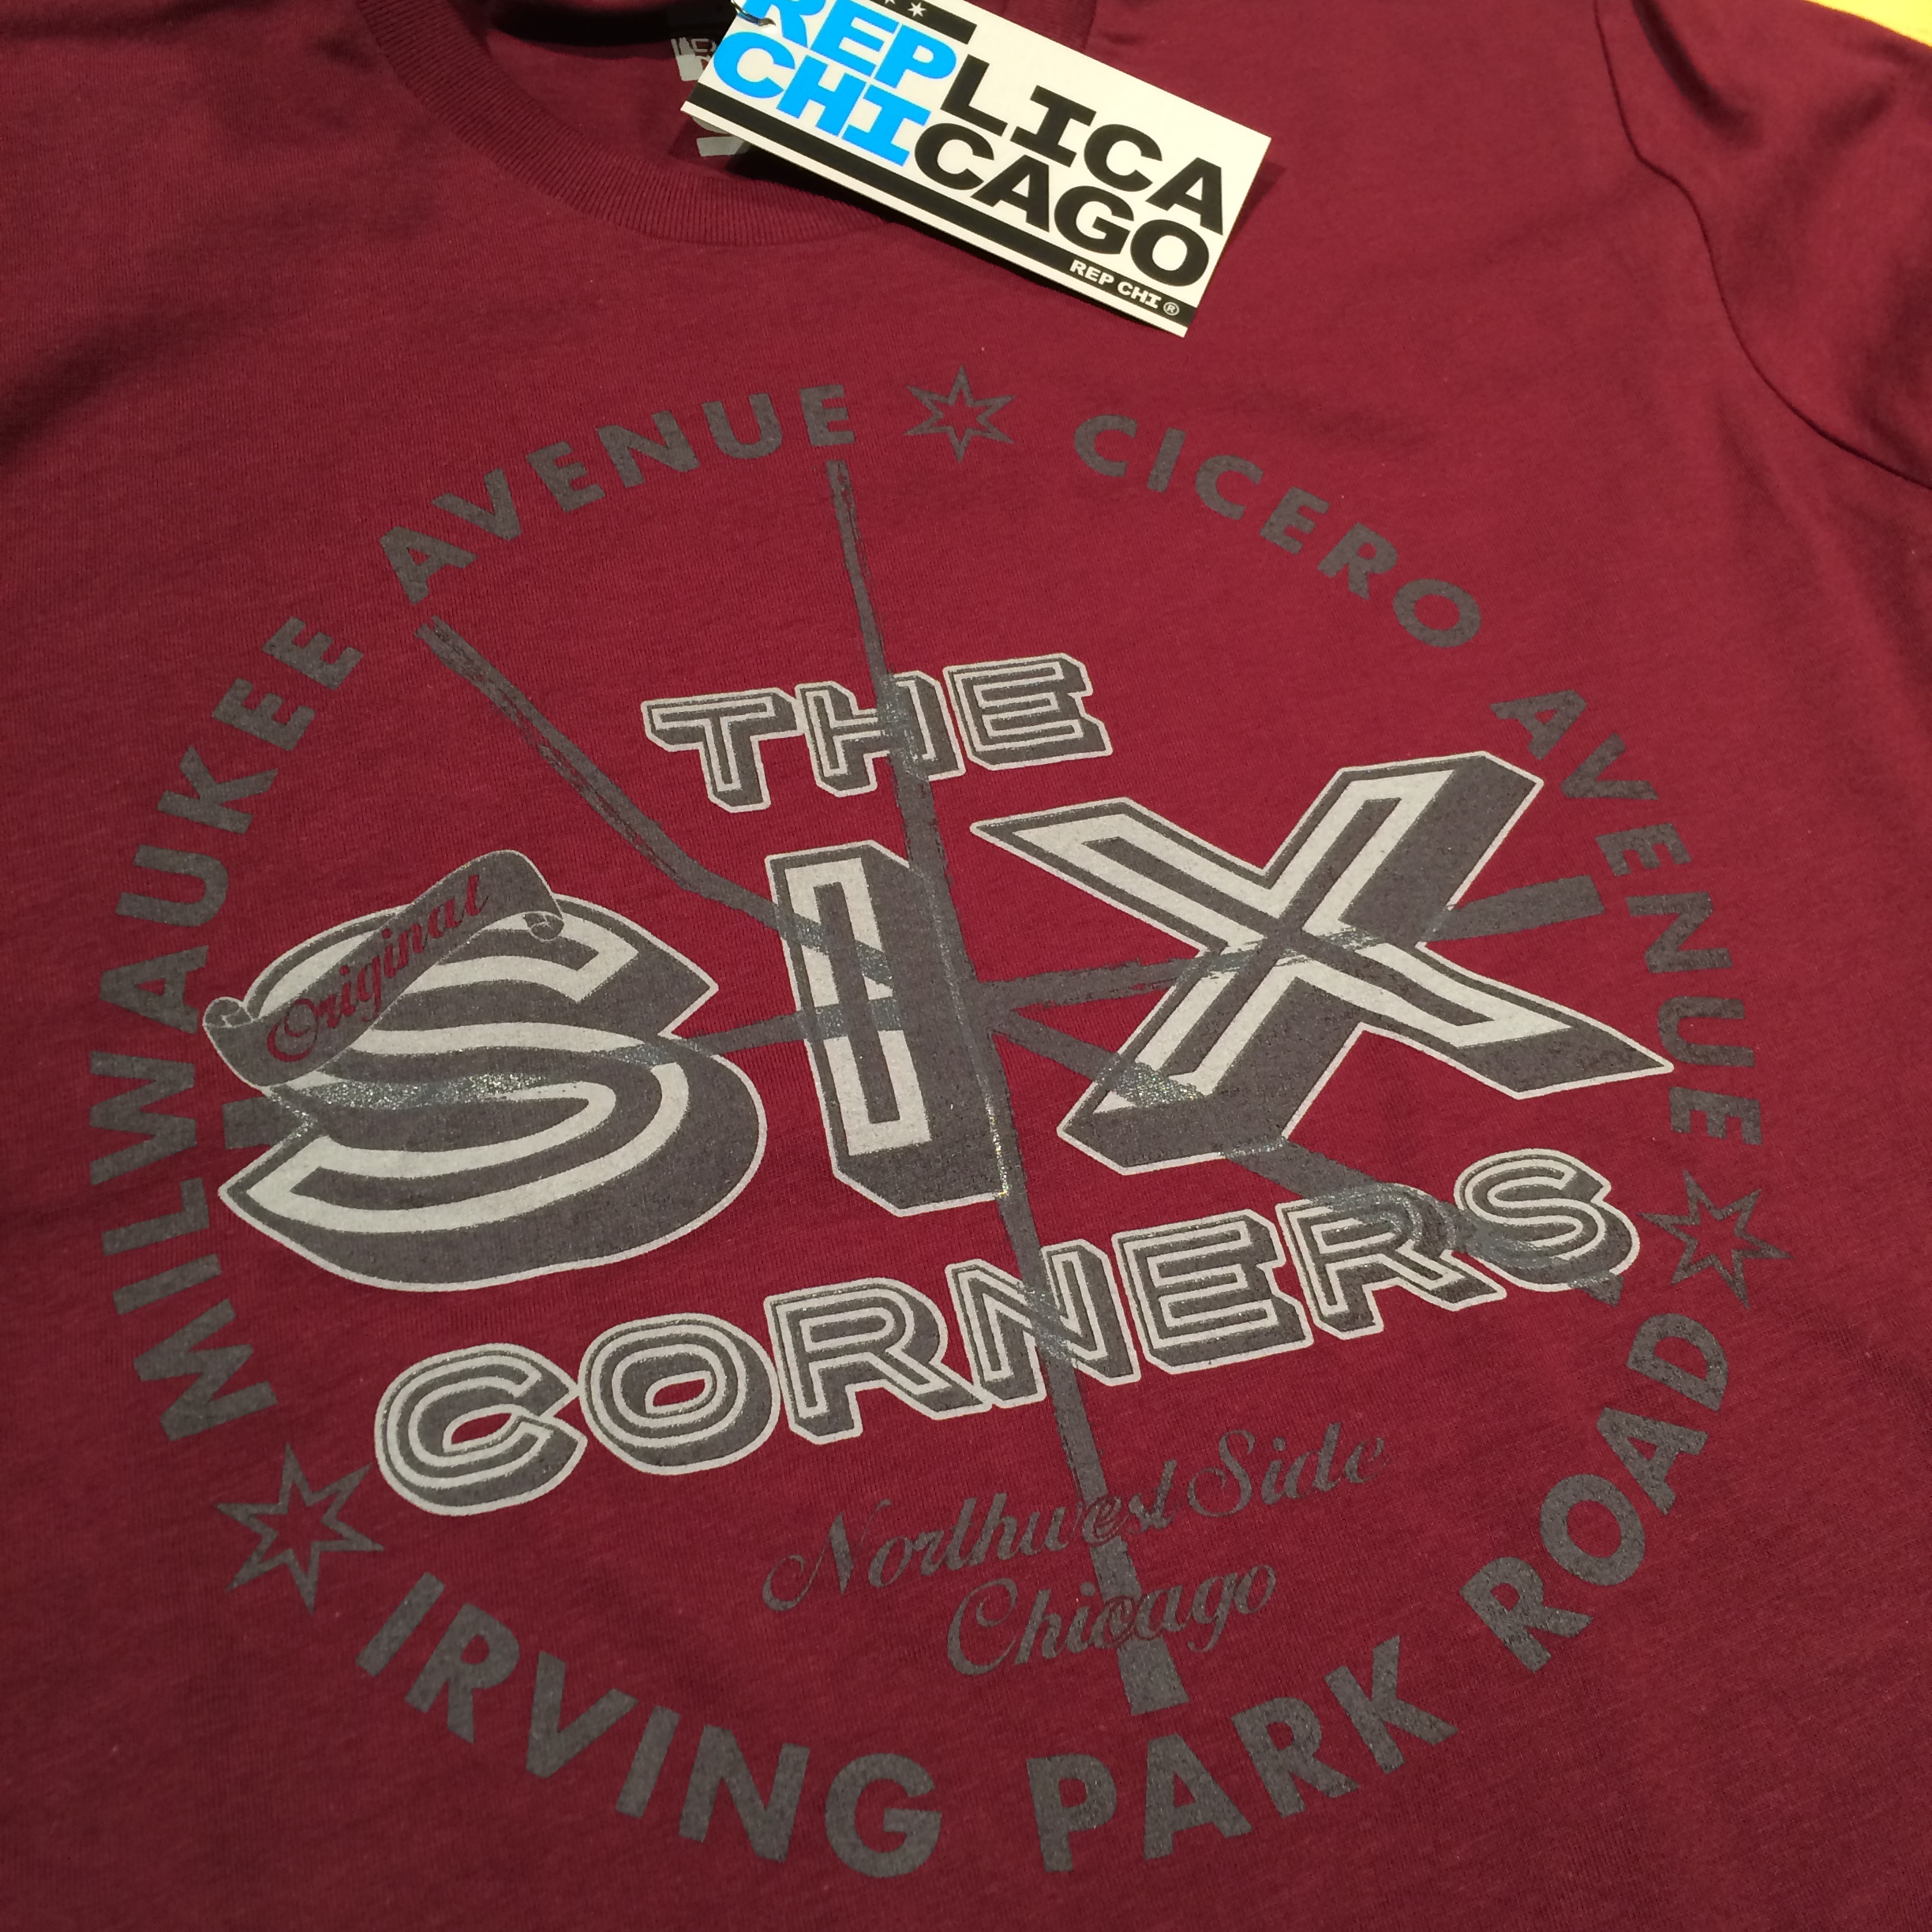 REPLICA
CHICAGO
REP CHI ®
MILWAUKEE AVENUE
CICERO AVENUE
IRVING PARK ROAD
THE
Original
SIX
CORNERS
Northwest Side
Chicago